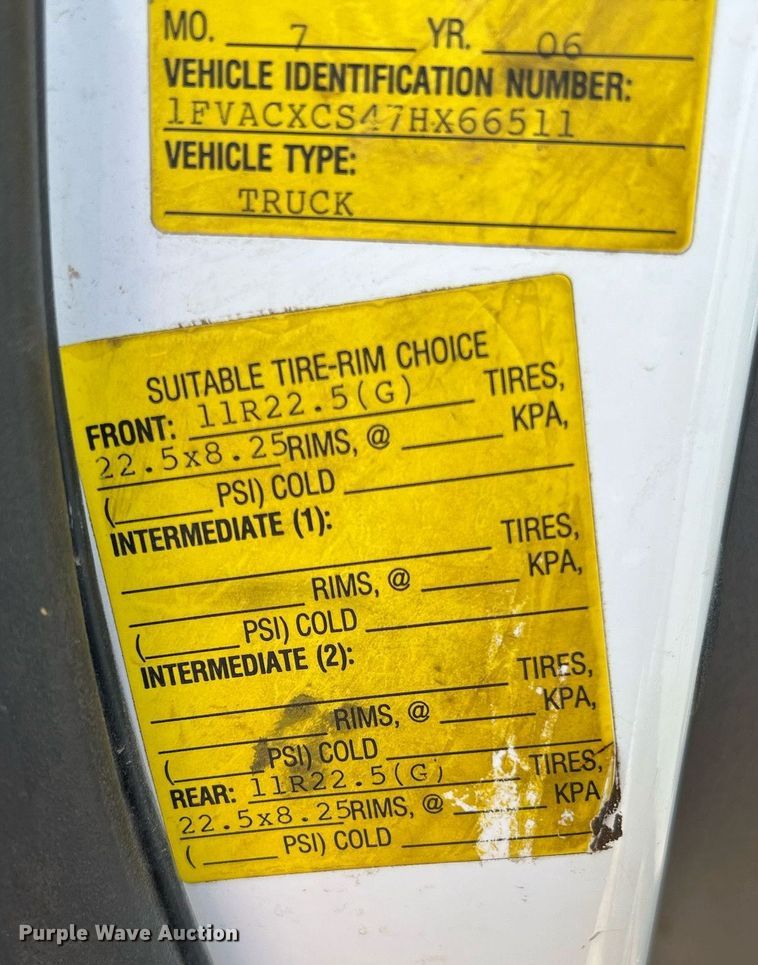 MO. 7 YR. 06
VEHICLE IDENTIFICATION NUMBER:
1FVACXCS47HX66511
VEHICLE TYPE:
TRUCK
SUITABLE TIRE-RIM CHOICE
FRONT: 11R22.5(G) TIRES,
22.5x8.25RIMS, @ KPA,
( PSI) COLD
INTERMEDIATE (1):
TIRES,
RIMS, @ KPA,
( PSI) COLD
INTERMEDIATE (2):
TIRES,
RIMS, @ KPA,
( PSI) COLD
REAR: 11R22.5(G) TIRES,
22.5x8.25RIMS, @ KPA
( PSI) COLD
Purple Wave Auction